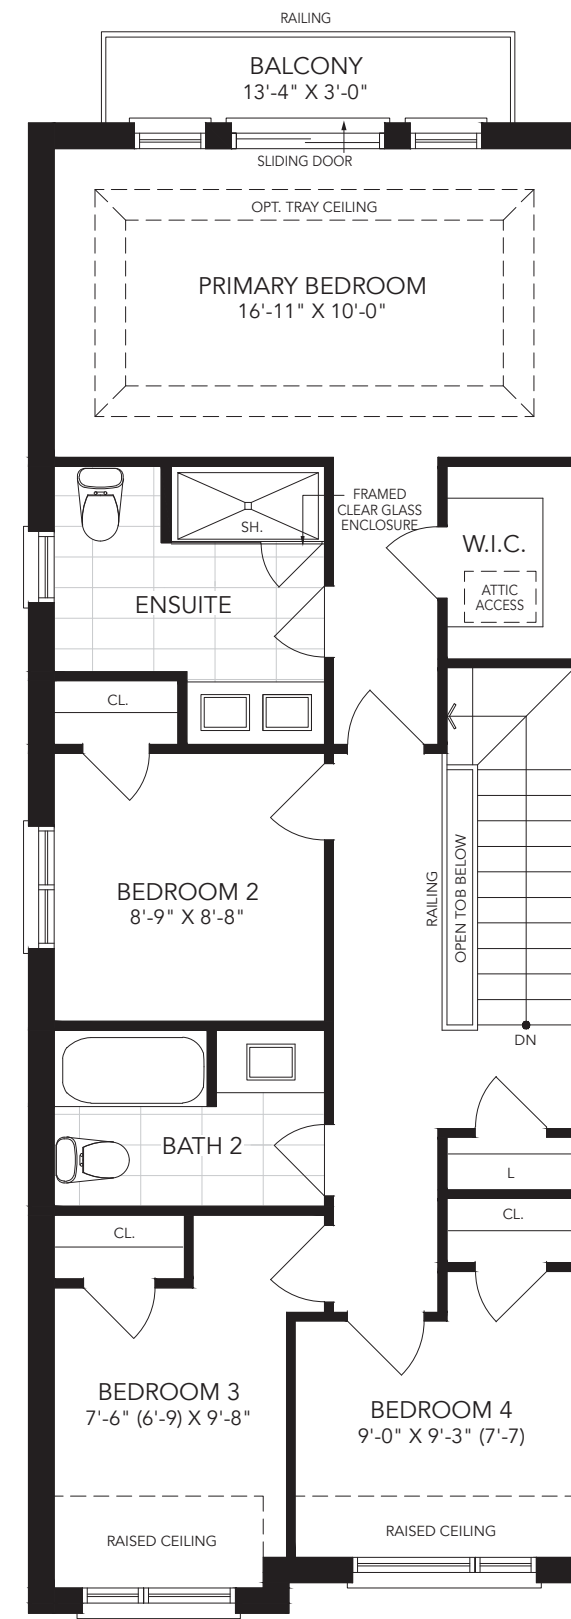 RAILING
BALCONY
13'-4" X 3'-0"
SLIDING DOOR
OPT. TRAY CEILING
PRIMARY BEDROOM
16'-11" X 10'-0"
FRAMED
CLEAR GLASS
ENCLOSURE
SH.
W.I.C.
ATTIC
ACCESS
ENSUITE
CL.
BEDROOM 2
8'-9" X 8'-8"
RAILING
OPEN TOB BELOW
DN
BATH 2
L
CL.
CL.
BEDROOM 3
7'-6" (6'-9) X 9'-8"
BEDROOM 4
9'-0" X 9'-3" (7'-7)
RAISED CEILING
RAISED CEILING